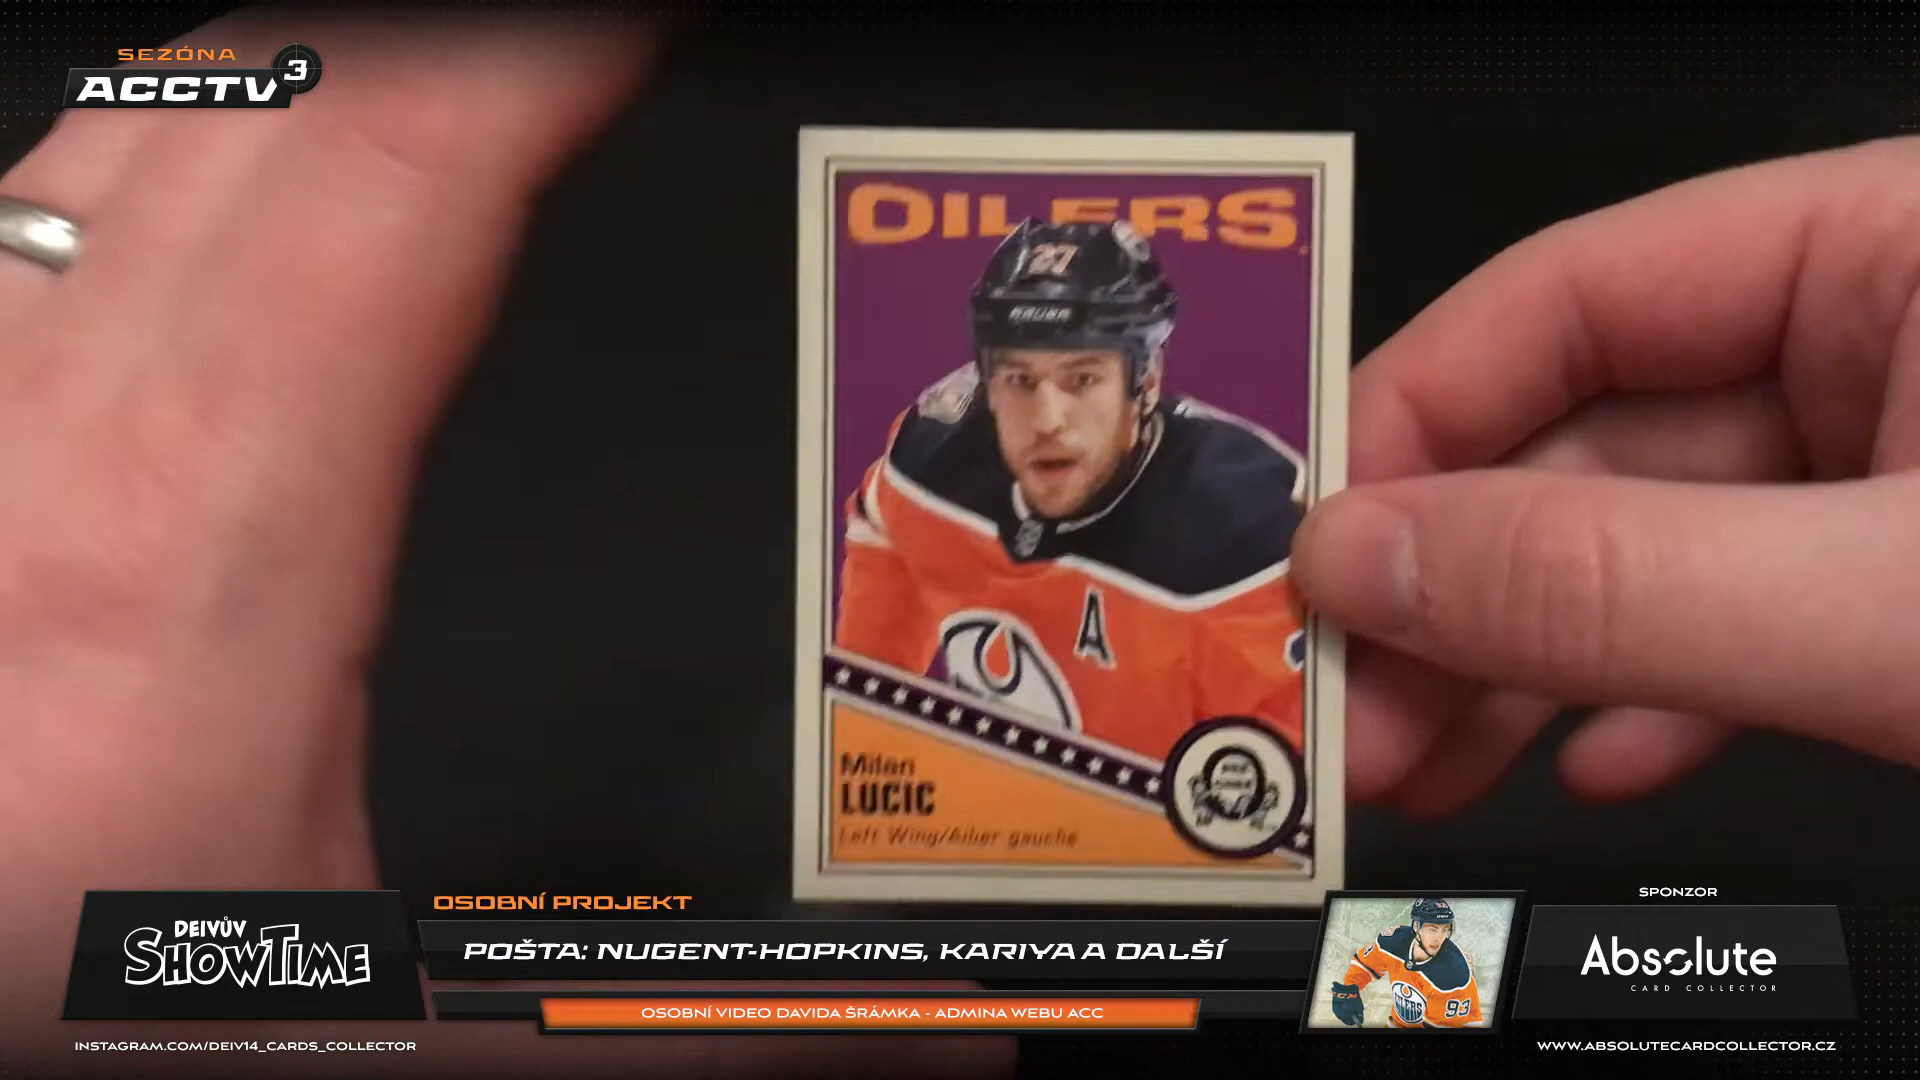 SEZÓNA
ACCTV 3
OILERS
27
BAUER
A
Milan
LUCIC
Left Wing/Ailier gauche
OSOBNÍ PROJEKT
DEIVŮV
SHOWTIME
POŠTA: NUGENT-HOPKINS, KARIYA A DALŠÍ
OSOBNÍ VIDEO DAVIDA ŠRÁMKA - ADMINA WEBU ACC
OILERS
93
SPONZOR
Absolute
CARD COLLECTOR
INSTAGRAM.COM/DEIV14_CARDS_COLLECTOR
WWW.ABSOLUTECARDCOLLECTOR.CZ